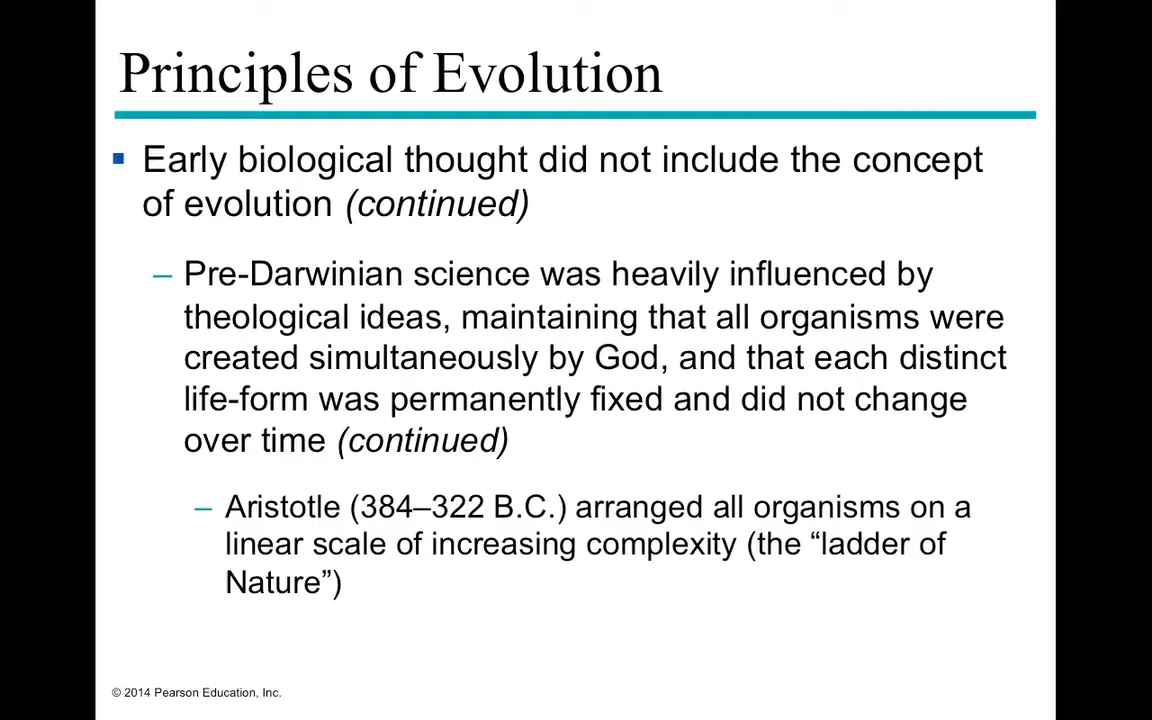 Principles of Evolution
▪ Early biological thought did not include the concept
of evolution (continued)
– Pre-Darwinian science was heavily influenced by
theological ideas, maintaining that all organisms were
created simultaneously by God, and that each distinct
life-form was permanently fixed and did not change
over time (continued)
– Aristotle (384–322 B.C.) arranged all organisms on a
linear scale of increasing complexity (the “ladder of
Nature”)
© 2014 Pearson Education, Inc.